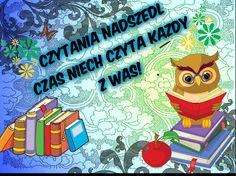 CZYTANIA NADSZEDŁ
CZAS NIECH CZYTA KAŻDY
Z WAS!